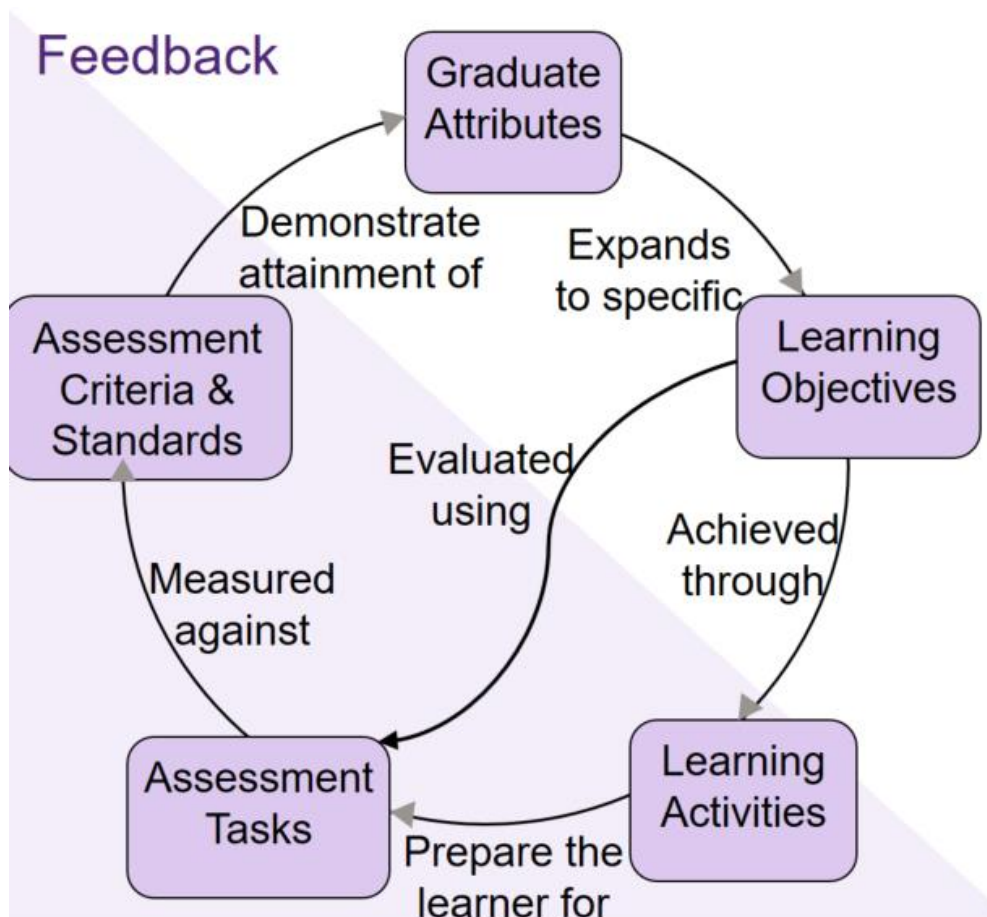 Feedback
Graduate
Attributes
Demonstrate
attainment of
Expands
to specific
Assessment
Criteria &
Standards
Learning
Objectives
Evaluated
using
Achieved
through
Measured
against
Assessment
Tasks
Learning
Activities
Prepare the
learner for